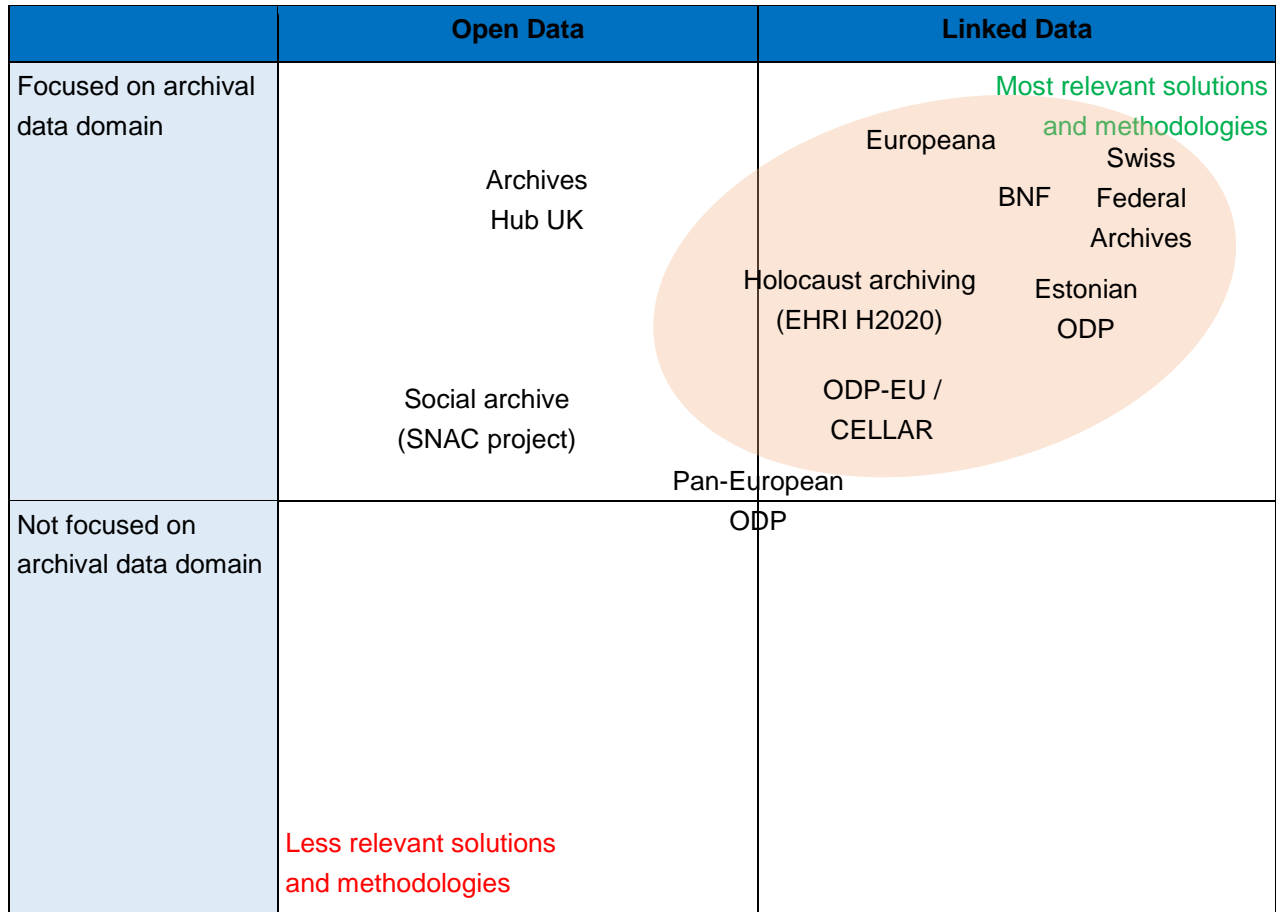 Open Data
Linked Data
Focused on archival
data domain
Most relevant solutions
and methodologies
Europeana
Swiss
Federal
Archives
BNF
Archives
Hub UK
Holocaust archiving
(EHRI H2020)
Estonian
ODP
Social archive
(SNAC project)
ODP-EU /
CELLAR
Pan-European
ODP
Not focused on
archival data domain
Less relevant solutions
and methodologies